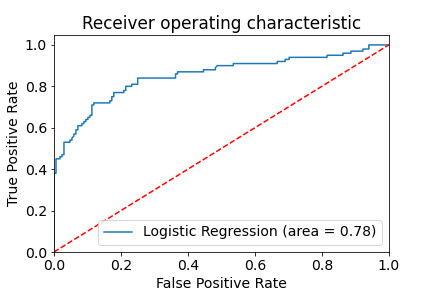 Receiver operating characteristic
True Positive Rate
1.0
0.8
0.6
0.4
0.2
0.0
Logistic Regression (area = 0.78)
0.0 0.2 0.4 0.6 0.8 1.0
False Positive Rate